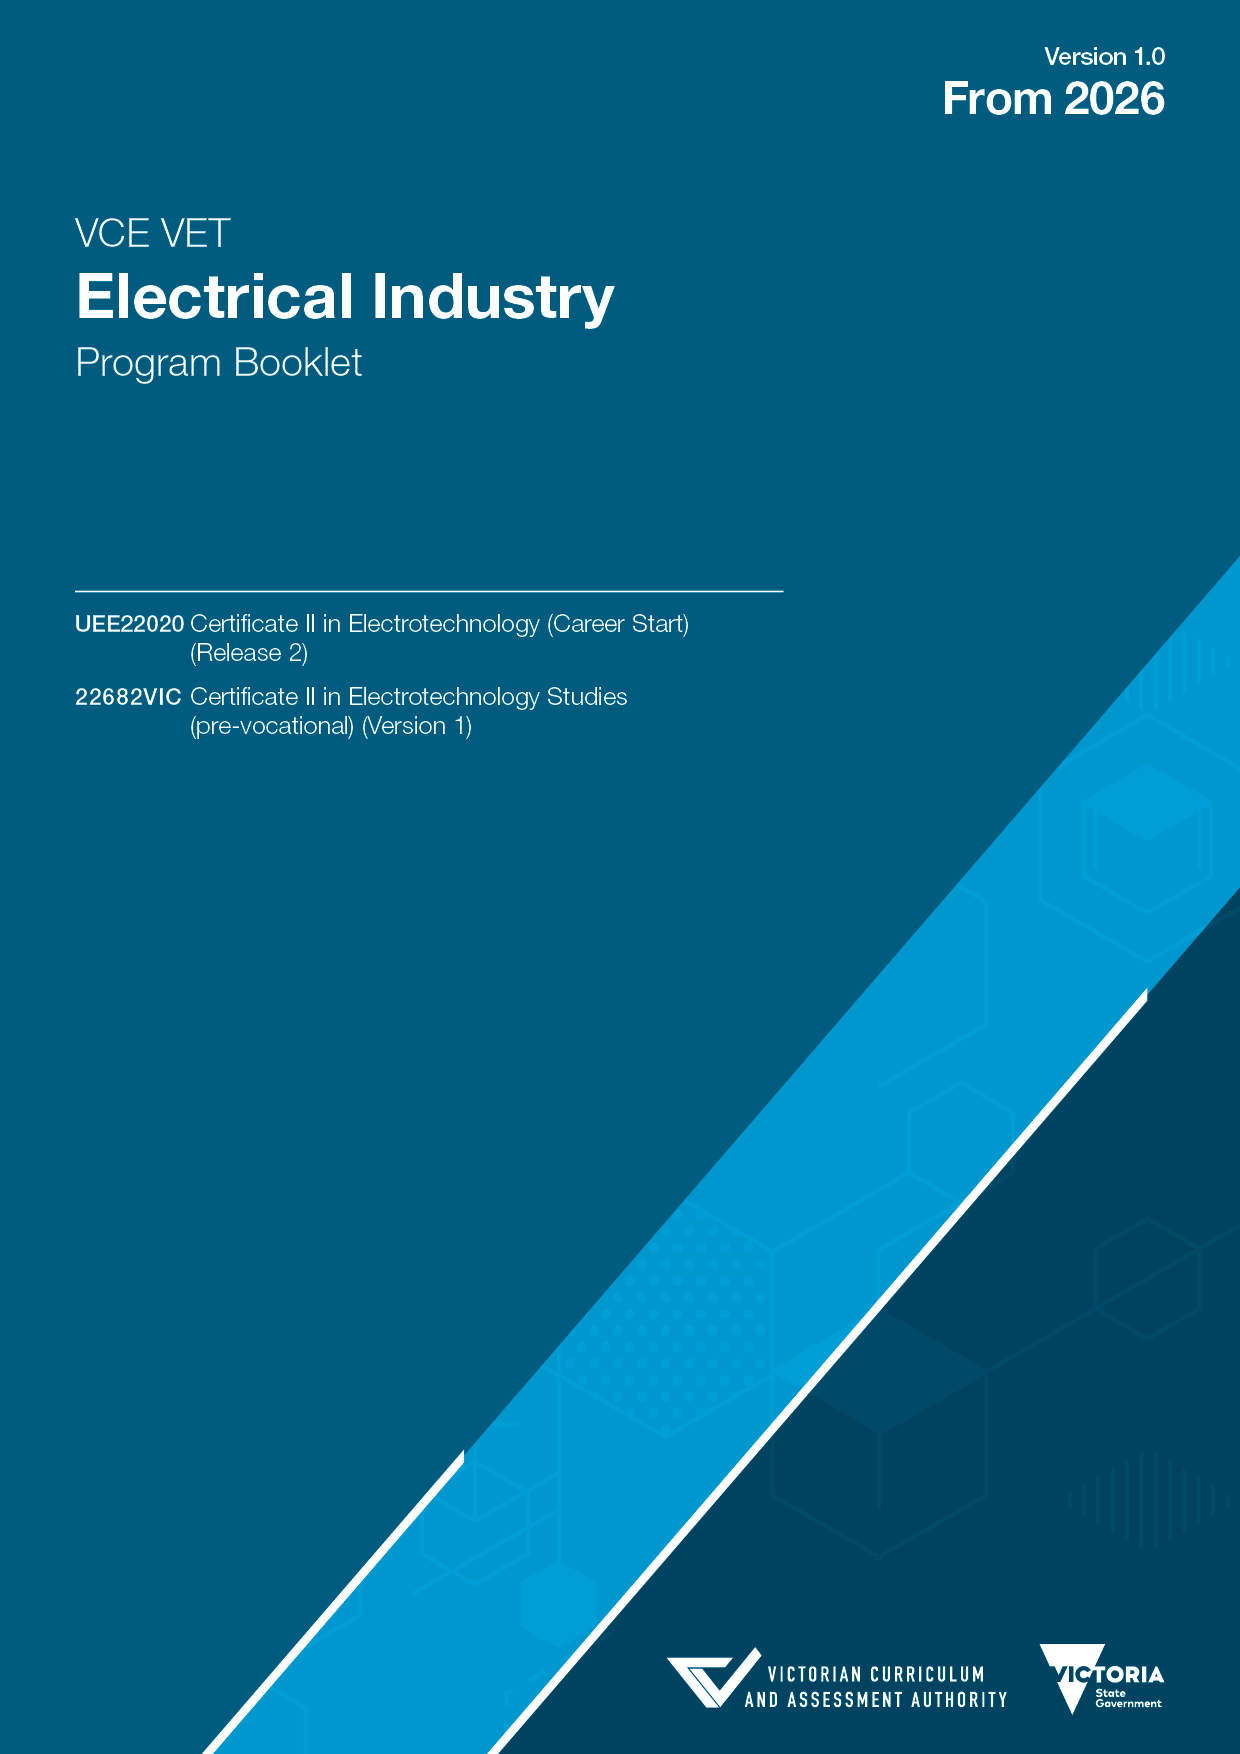 Version 1.0
From 2026
VCE VET
Electrical Industry
Program Booklet
UEE22020 Certificate II in Electrotechnology (Career Start)
(Release 2)
22682VIC Certificate II in Electrotechnology Studies
(pre-vocational) (Version 1)
VICTORIAN CURRICULUM
AND ASSESSMENT AUTHORITY
VICTORIA
State
Government